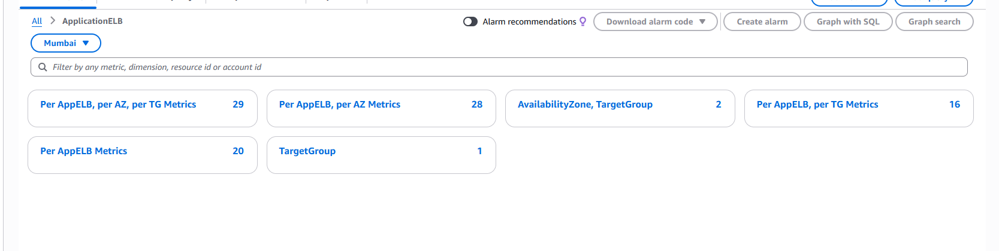 All > ApplicationELB
Alarm recommendations
Download alarm code
Create alarm
Graph with SQL
Graph search
Mumbai
Filter by any metric, dimension, resource id or account id
Per AppELB, per AZ, per TG Metrics 29
Per AppELB, per AZ Metrics 28
AvailabilityZone, TargetGroup 2
Per AppELB, per TG Metrics 16
Per AppELB Metrics 20
TargetGroup 1